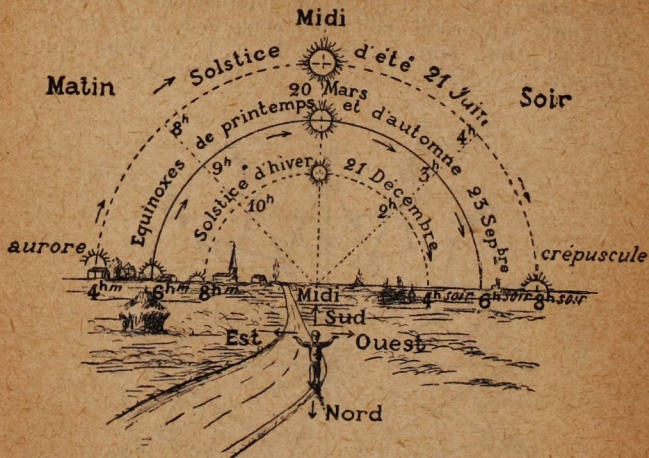 Midi
Solstice d'été 21 Juin
Matin
Soir
20 Mars
Equinoxes de printemps et d'automne 23 Sepbre
Solstice d'hiver 21 Décembre
8h
4h
9h
3h
10h
2h
aurore
crépuscule
4hm
6hm
8hm
Midi
4h soir
6h soir
8h soir
Sud
Est
Ouest
Nord